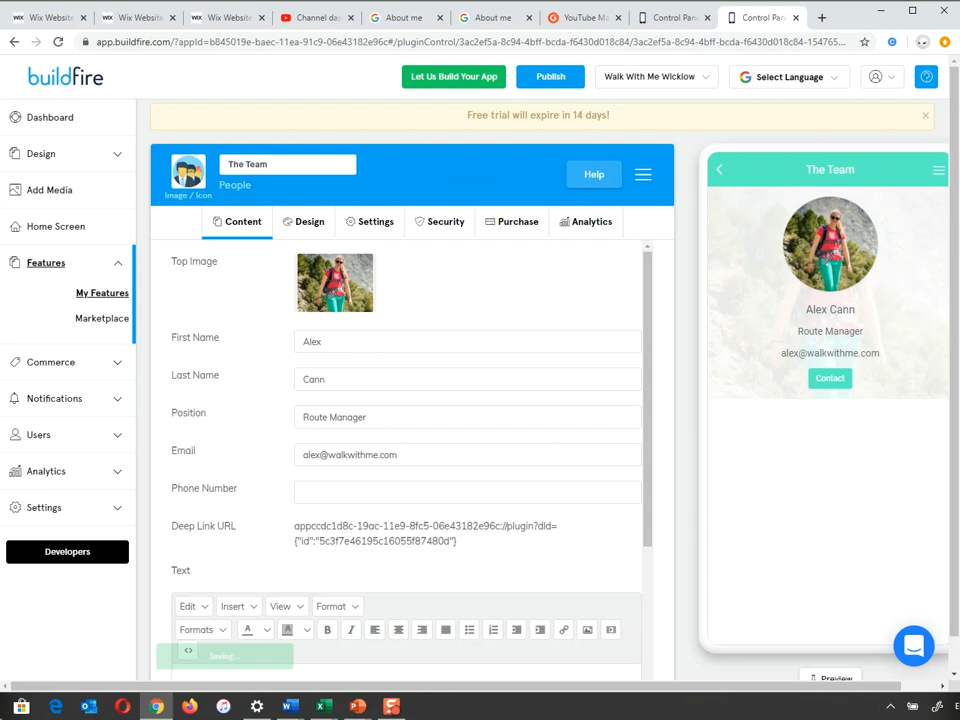 WIX Wix Website
WIX Wix Website
WIX Wix Website
Channel das
About me
About me
YouTube Ma
Control Pan
Control Pan
app.buildfire.com/?appId=b845019e-baec-11ea-91c9-06e43182e96c#/pluginControl/3ac2ef5a-8c94-4bff-bcda-f6430d018c84/3ac2ef5a-8c94-4bff-bcda-f6430d018c84-154765...
buildfire
Let Us Build Your App
Publish
Walk With Me Wicklow
Select Language
Free trial will expire in 14 days!
Dashboard
Design
Add Media
Home Screen
Features
My Features
Marketplace
Commerce
Notifications
Users
Analytics
Settings
Developers
The Team
People
Image / Icon
Help
Content
Design
Settings
Security
Purchase
Analytics
Top Image
First Name
Alex
Last Name
Cann
Position
Route Manager
Email
alex@walkwithme.com
Phone Number
Deep Link URL
appccdc1d8c-19ac-11e9-8fc5-06e43182e96c://plugin?dld=
{"id":"5c3f7e46195c16055f87480d"}
Text
Edit
Insert
View
Format
Formats
A
A
B
I
Saving...
The Team
Alex Cann
Route Manager
alex@walkwithme.com
Contact
Preview